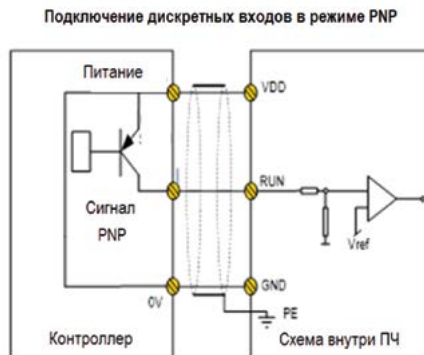 Подключение дискретных входов в режиме PNP
Питание
VDD
RUN
Сигнал
PNP
Vref
0V
GND
PE
Контроллер
Схема внутри ПЧ